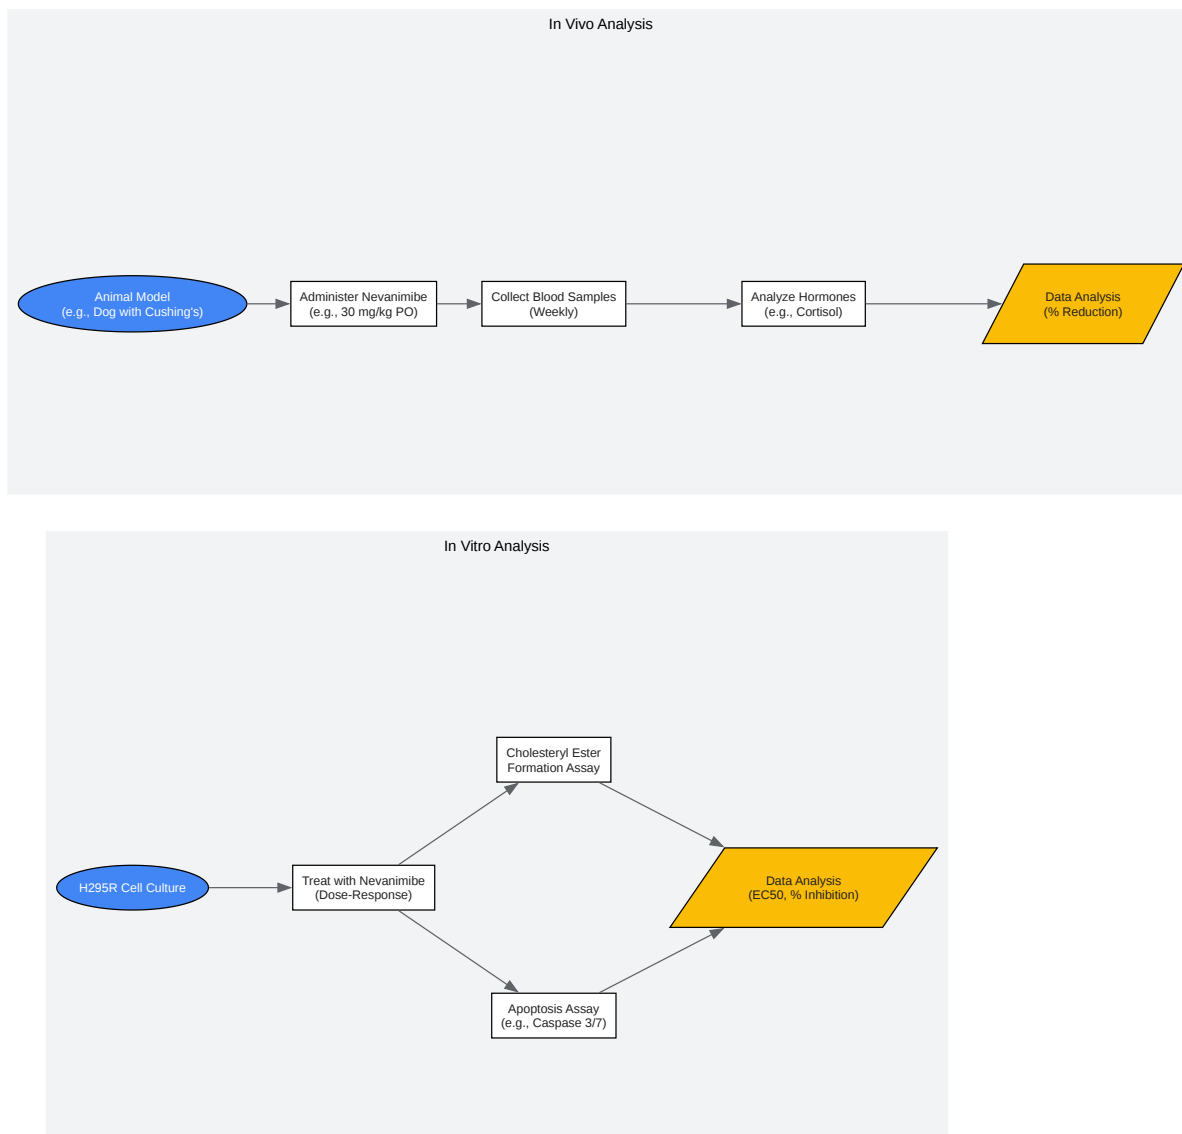 In Vivo Analysis
Animal Model
(e.g., Dog with Cushing's)
Administer Nevanimibe
(e.g., 30 mg/kg PO)
Collect Blood Samples
(Weekly)
Analyze Hormones
(e.g., Cortisol)
Data Analysis
(% Reduction)
In Vitro Analysis
H295R Cell Culture
Treat with Nevanimibe
(Dose-Response)
Cholesteryl Ester
Formation Assay
Apoptosis Assay
(e.g., Caspase 3/7)
Data Analysis
(EC50, % Inhibition)